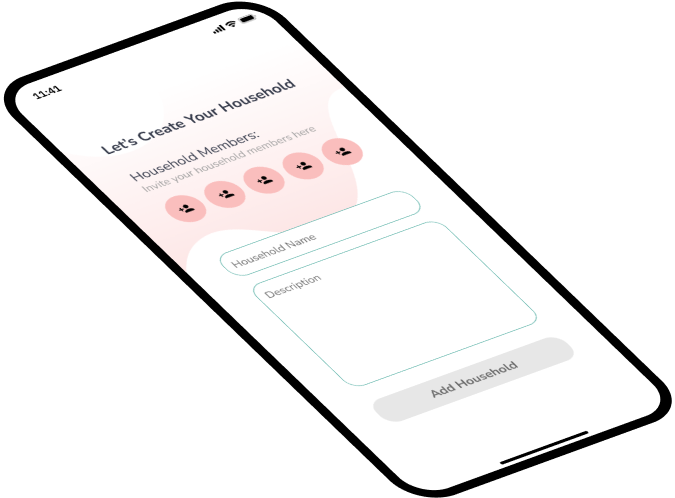 11:41
Let's Create Your Household
Household Members:
Invite your household members here
Household Name
Description
Add Household